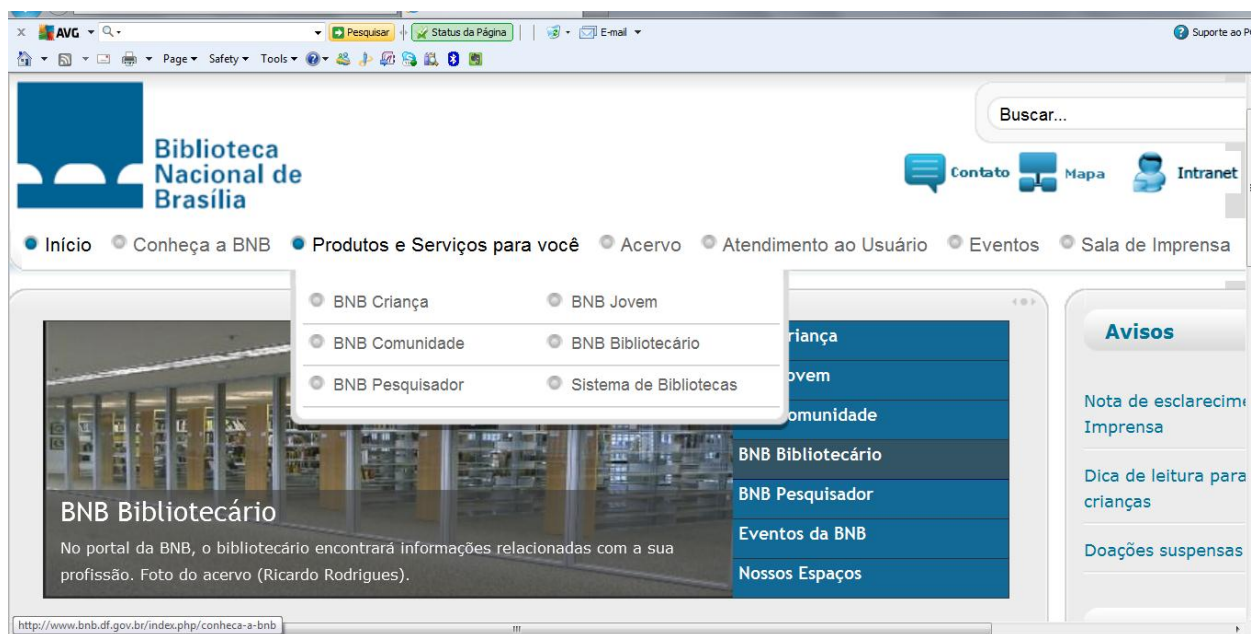 AVG Pesquisar Status da Página E-mail Suporte ao
Page Safety Tools
Buscar...
Biblioteca
Nacional de
Brasília
Contato Mapa Intranet
Início Conheça a BNB Produtos e Serviços para você Acervo Atendimento ao Usuário Eventos Sala de Imprensa
BNB Criança BNB Jovem
BNB Comunidade BNB Bibliotecário
BNB Pesquisador Sistema de Bibliotecas
riança
ovem
omunidade
BNB Bibliotecário
BNB Pesquisador
Eventos da BNB
Nossos Espaços
BNB Bibliotecário
No portal da BNB, o bibliotecário encontrará informações relacionadas com a sua
profissão. Foto do acervo (Ricardo Rodrigues).
Avisos
Nota de esclarecim
Imprensa
Dica de leitura para
crianças
Doações suspensas
http://www.bnb.df.gov.br/index.php/conheca-a-bnb